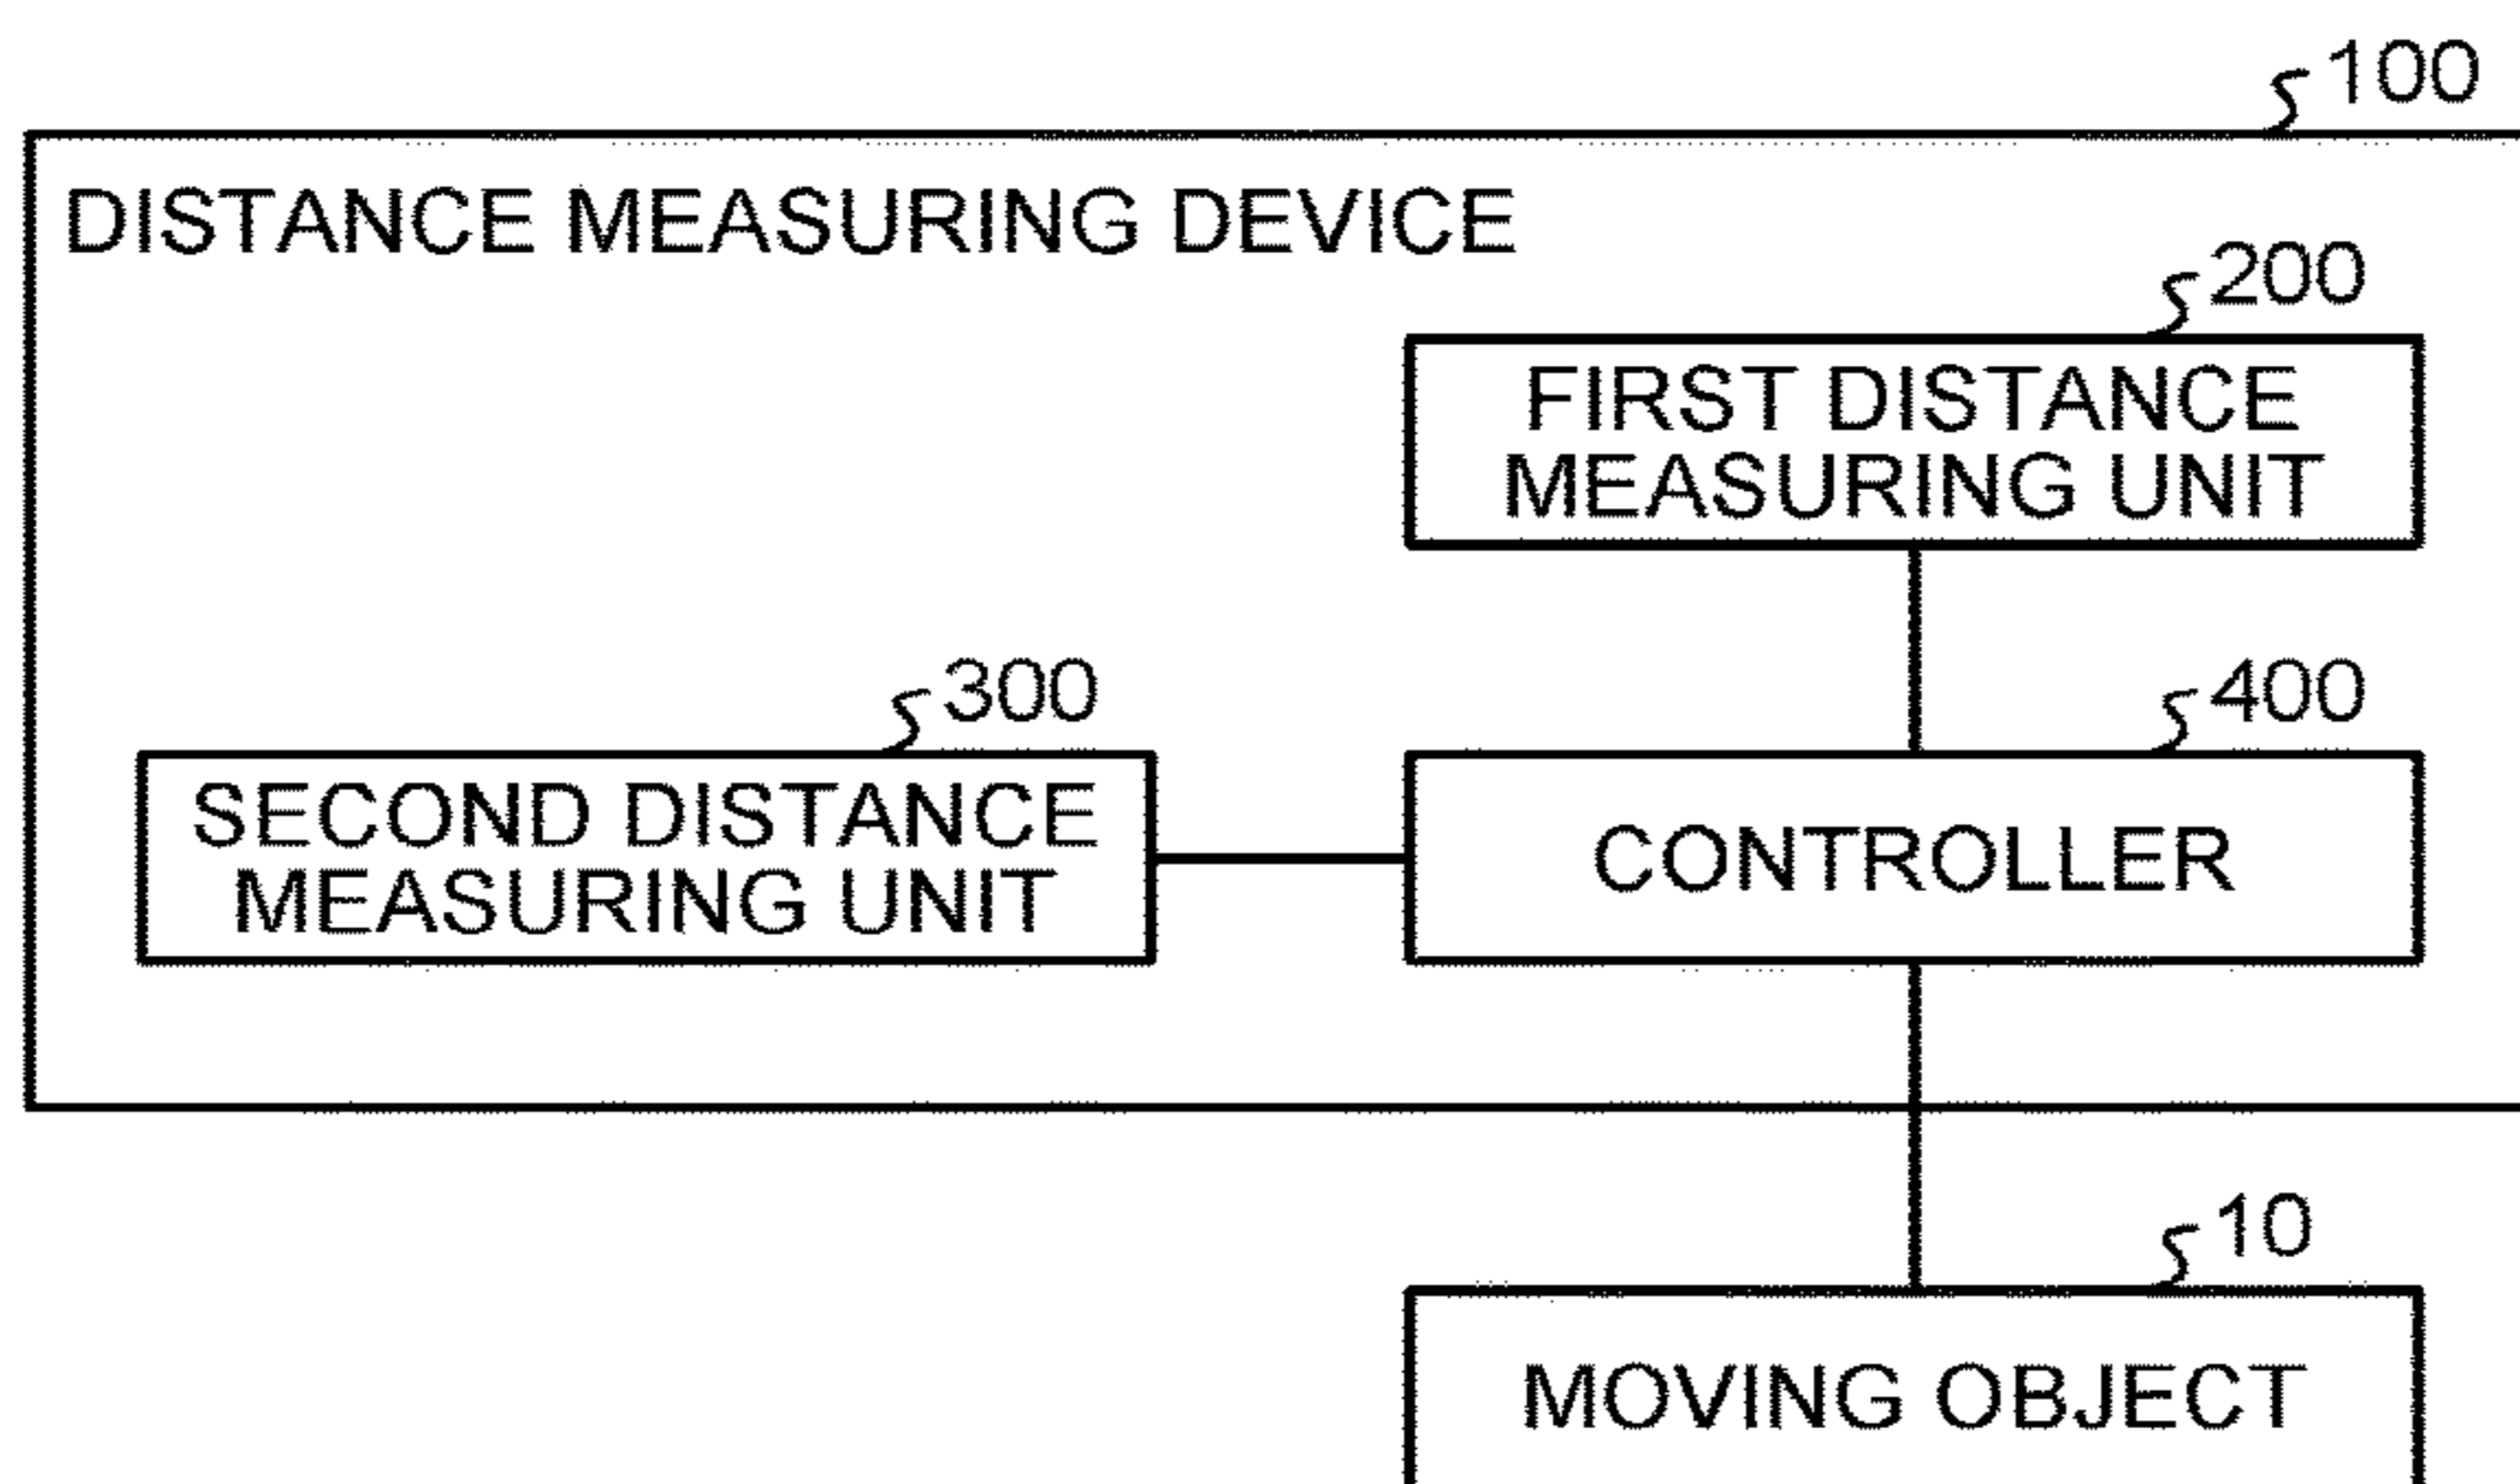 100
DISTANCE MEASURING DEVICE
200
FIRST DISTANCE
MEASURING UNIT
300
400
SECOND DISTANCE
MEASURING UNIT
CONTROLLER
10
MOVING OBJECT